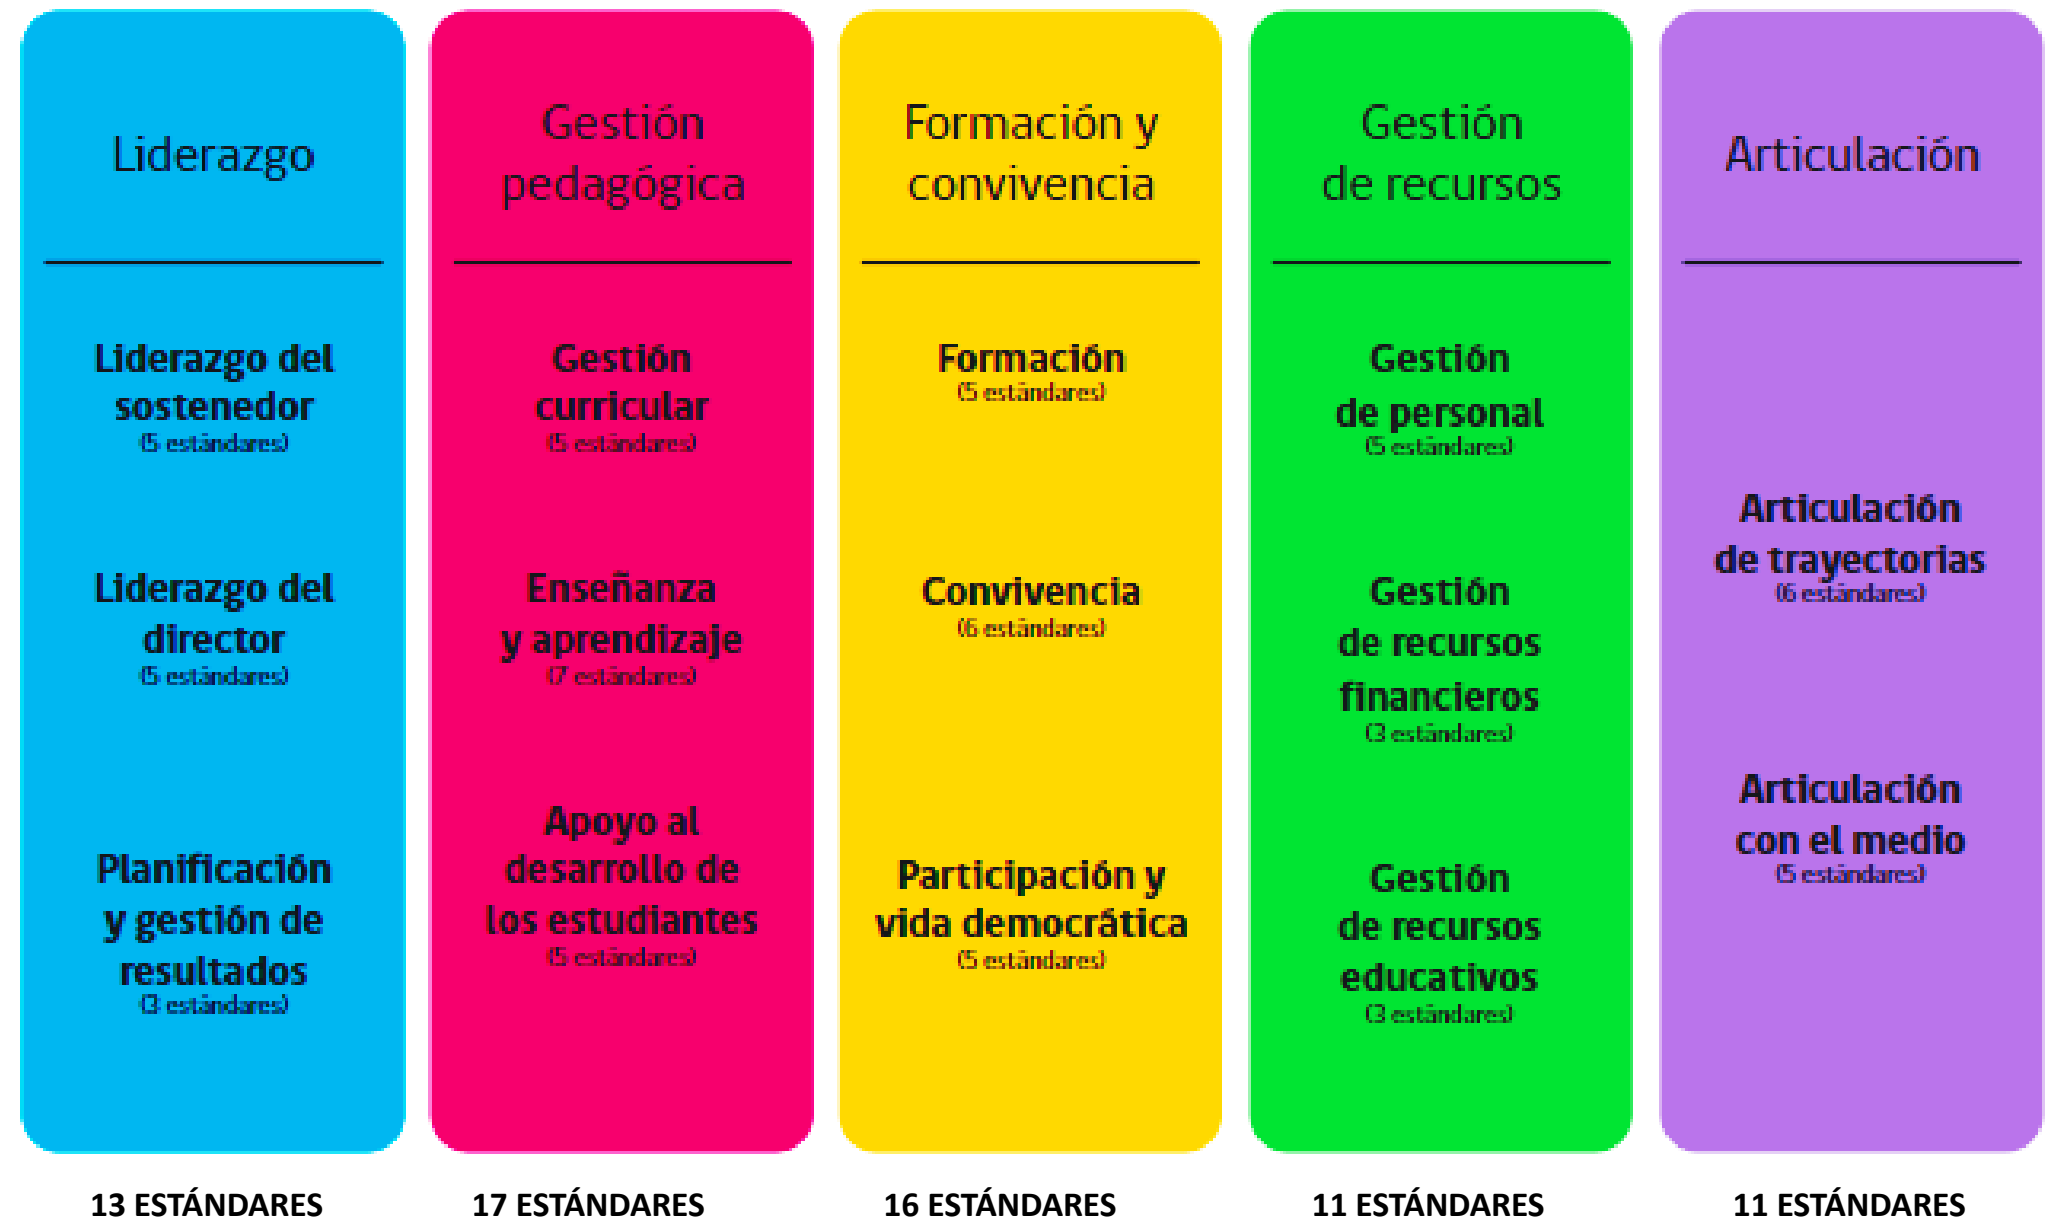 Liderazgo
Liderazgo del
sostenedor
(5 estándares)
Liderazgo del
director
(5 estándares)
Planificación
y gestión de
resultados
(3 estándares)
13 ESTÁNDARES
Gestión
pedagógica
Gestión
curricular
(5 estándares)
Enseñanza
y aprendizaje
(7 estándares)
Apoyo al
desarrollo de
los estudiantes
(5 estándares)
17 ESTÁNDARES
Formación y
convivencia
Formación
(5 estándares)
Convivencia
(6 estándares)
Participación y
vida democrática
(5 estándares)
16 ESTÁNDARES
Gestión
de recursos
Gestión
de personal
(5 estándares)
Gestión
de recursos
financieros
(3 estándares)
Gestión
de recursos
educativos
(3 estándares)
11 ESTÁNDARES
Articulación
Articulación
de trayectorias
(6 estándares)
Articulación
con el medio
(5 estándares)
11 ESTÁNDARES